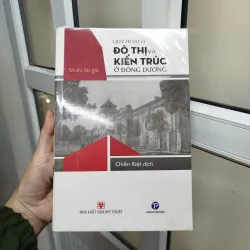 QUY HOẠCH
ĐÔ THỊ VÀ
KIẾN TRÚC
Ở ĐÔNG DƯƠNG
Nhiều tác giả
Chiến Kiệt dịch
NHÀ XUẤT BẢN MỸ THUẬT